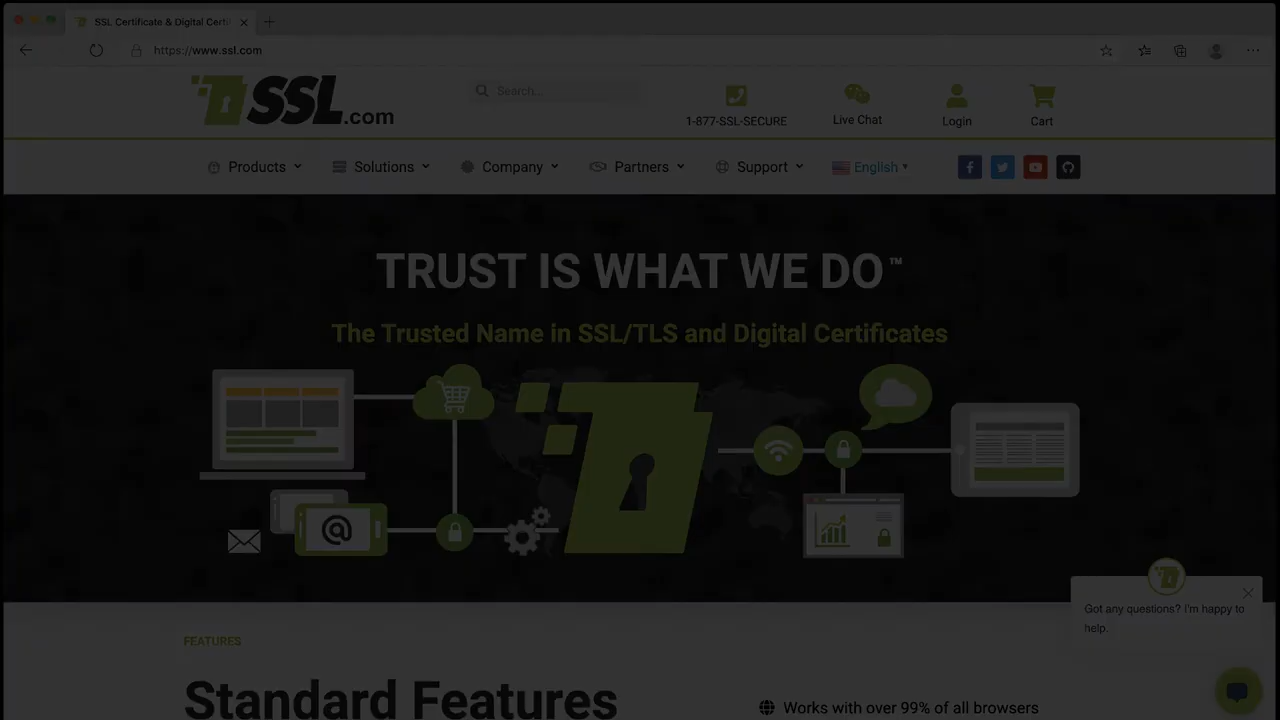 SSL Certificate & Digital Certi
https://www.ssl.com
SSL.com
Search...
1-877-SSL-SECURE
Live Chat
Login
Cart
Products
Solutions
Company
Partners
Support
English
TRUST IS WHAT WE DO™
The Trusted Name in SSL/TLS and Digital Certificates
@
Got any questions? I'm happy to
help.
FEATURES
Standard Features
Works with over 99% of all browsers